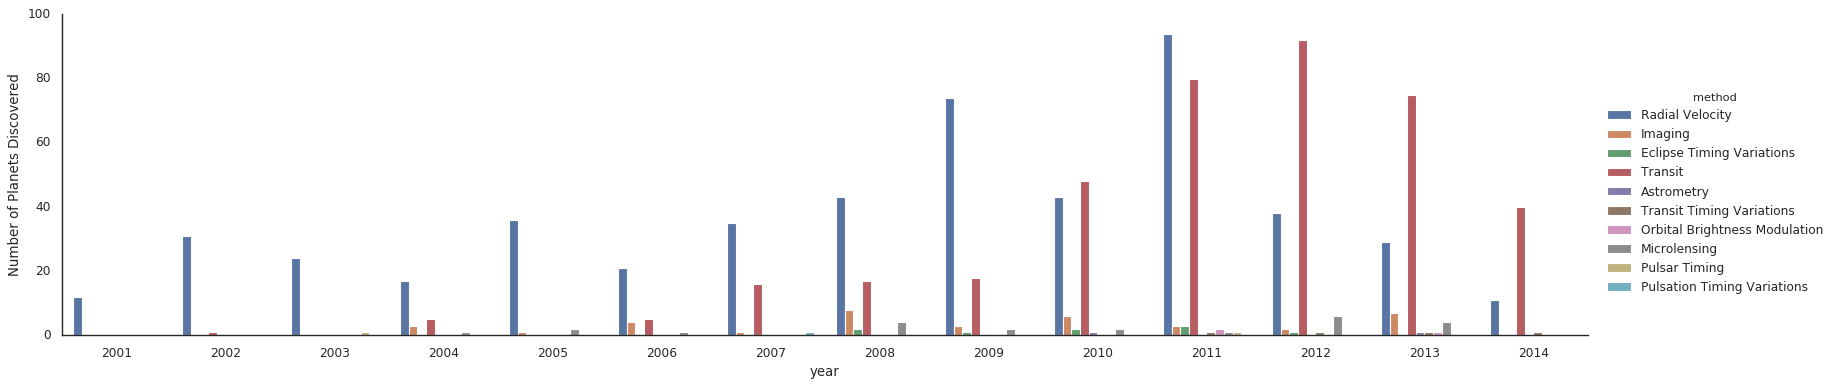 100
80
60
40
20
0
Number of Planets Discovered
2001 2002 2003 2004 2005 2006 2007 2008 2009 2010 2011 2012 2013 2014
year
method
Radial Velocity
Imaging
Eclipse Timing Variations
Transit
Astrometry
Transit Timing Variations
Orbital Brightness Modulation
Microlensing
Pulsar Timing
Pulsation Timing Variations